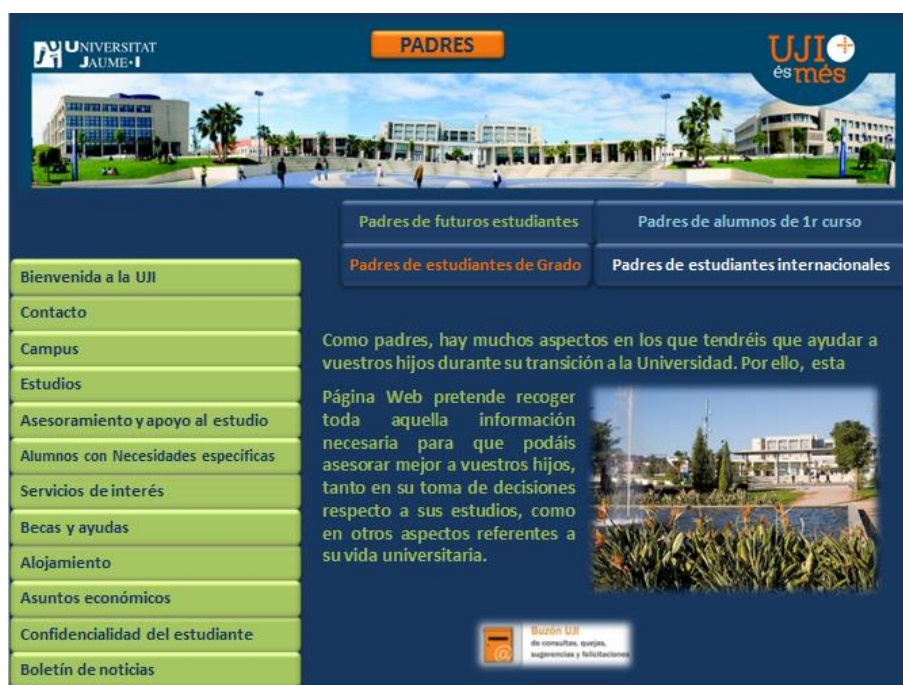 UNIVERSITAT
JAUME·I
PADRES
UJI+
és més
Padres de futuros estudiantes
Padres de alumnos de 1r curso
Padres de estudiantes de Grado
Padres de estudiantes internacionales
Bienvenida a la UJI
Contacto
Campus
Estudios
Asesoramiento y apoyo al estudio
Alumnos con Necesidades específicas
Servicios de interés
Becas y ayudas
Alojamiento
Asuntos económicos
Confidencialidad del estudiante
Boletín de noticias
Como padres, hay muchos aspectos en los que tendréis que ayudar a
vuestros hijos durante su transición a la Universidad. Por ello, esta
Página Web pretende recoger
toda aquella información
necesaria para que podáis
asesorar mejor a vuestros hijos,
tanto en su toma de decisiones
respecto a sus estudios, como
en otros aspectos referentes a
su vida universitaria.
Buzón UJI
de consultas, quejas,
sugerencias y felicitaciones
@